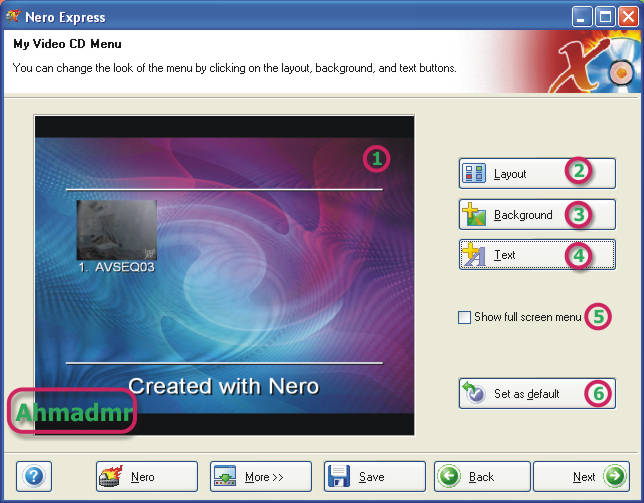 Nero Express
My Video CD Menu
You can change the look of the menu by clicking on the layout, background, and text buttons.
1
1. AVSEQ03
Created with Nero
Ahmadmr
Layout 2
Background 3
Text 4
Show full screen menu 5
Set as default 6
Nero
More >>
Save
Back
Next